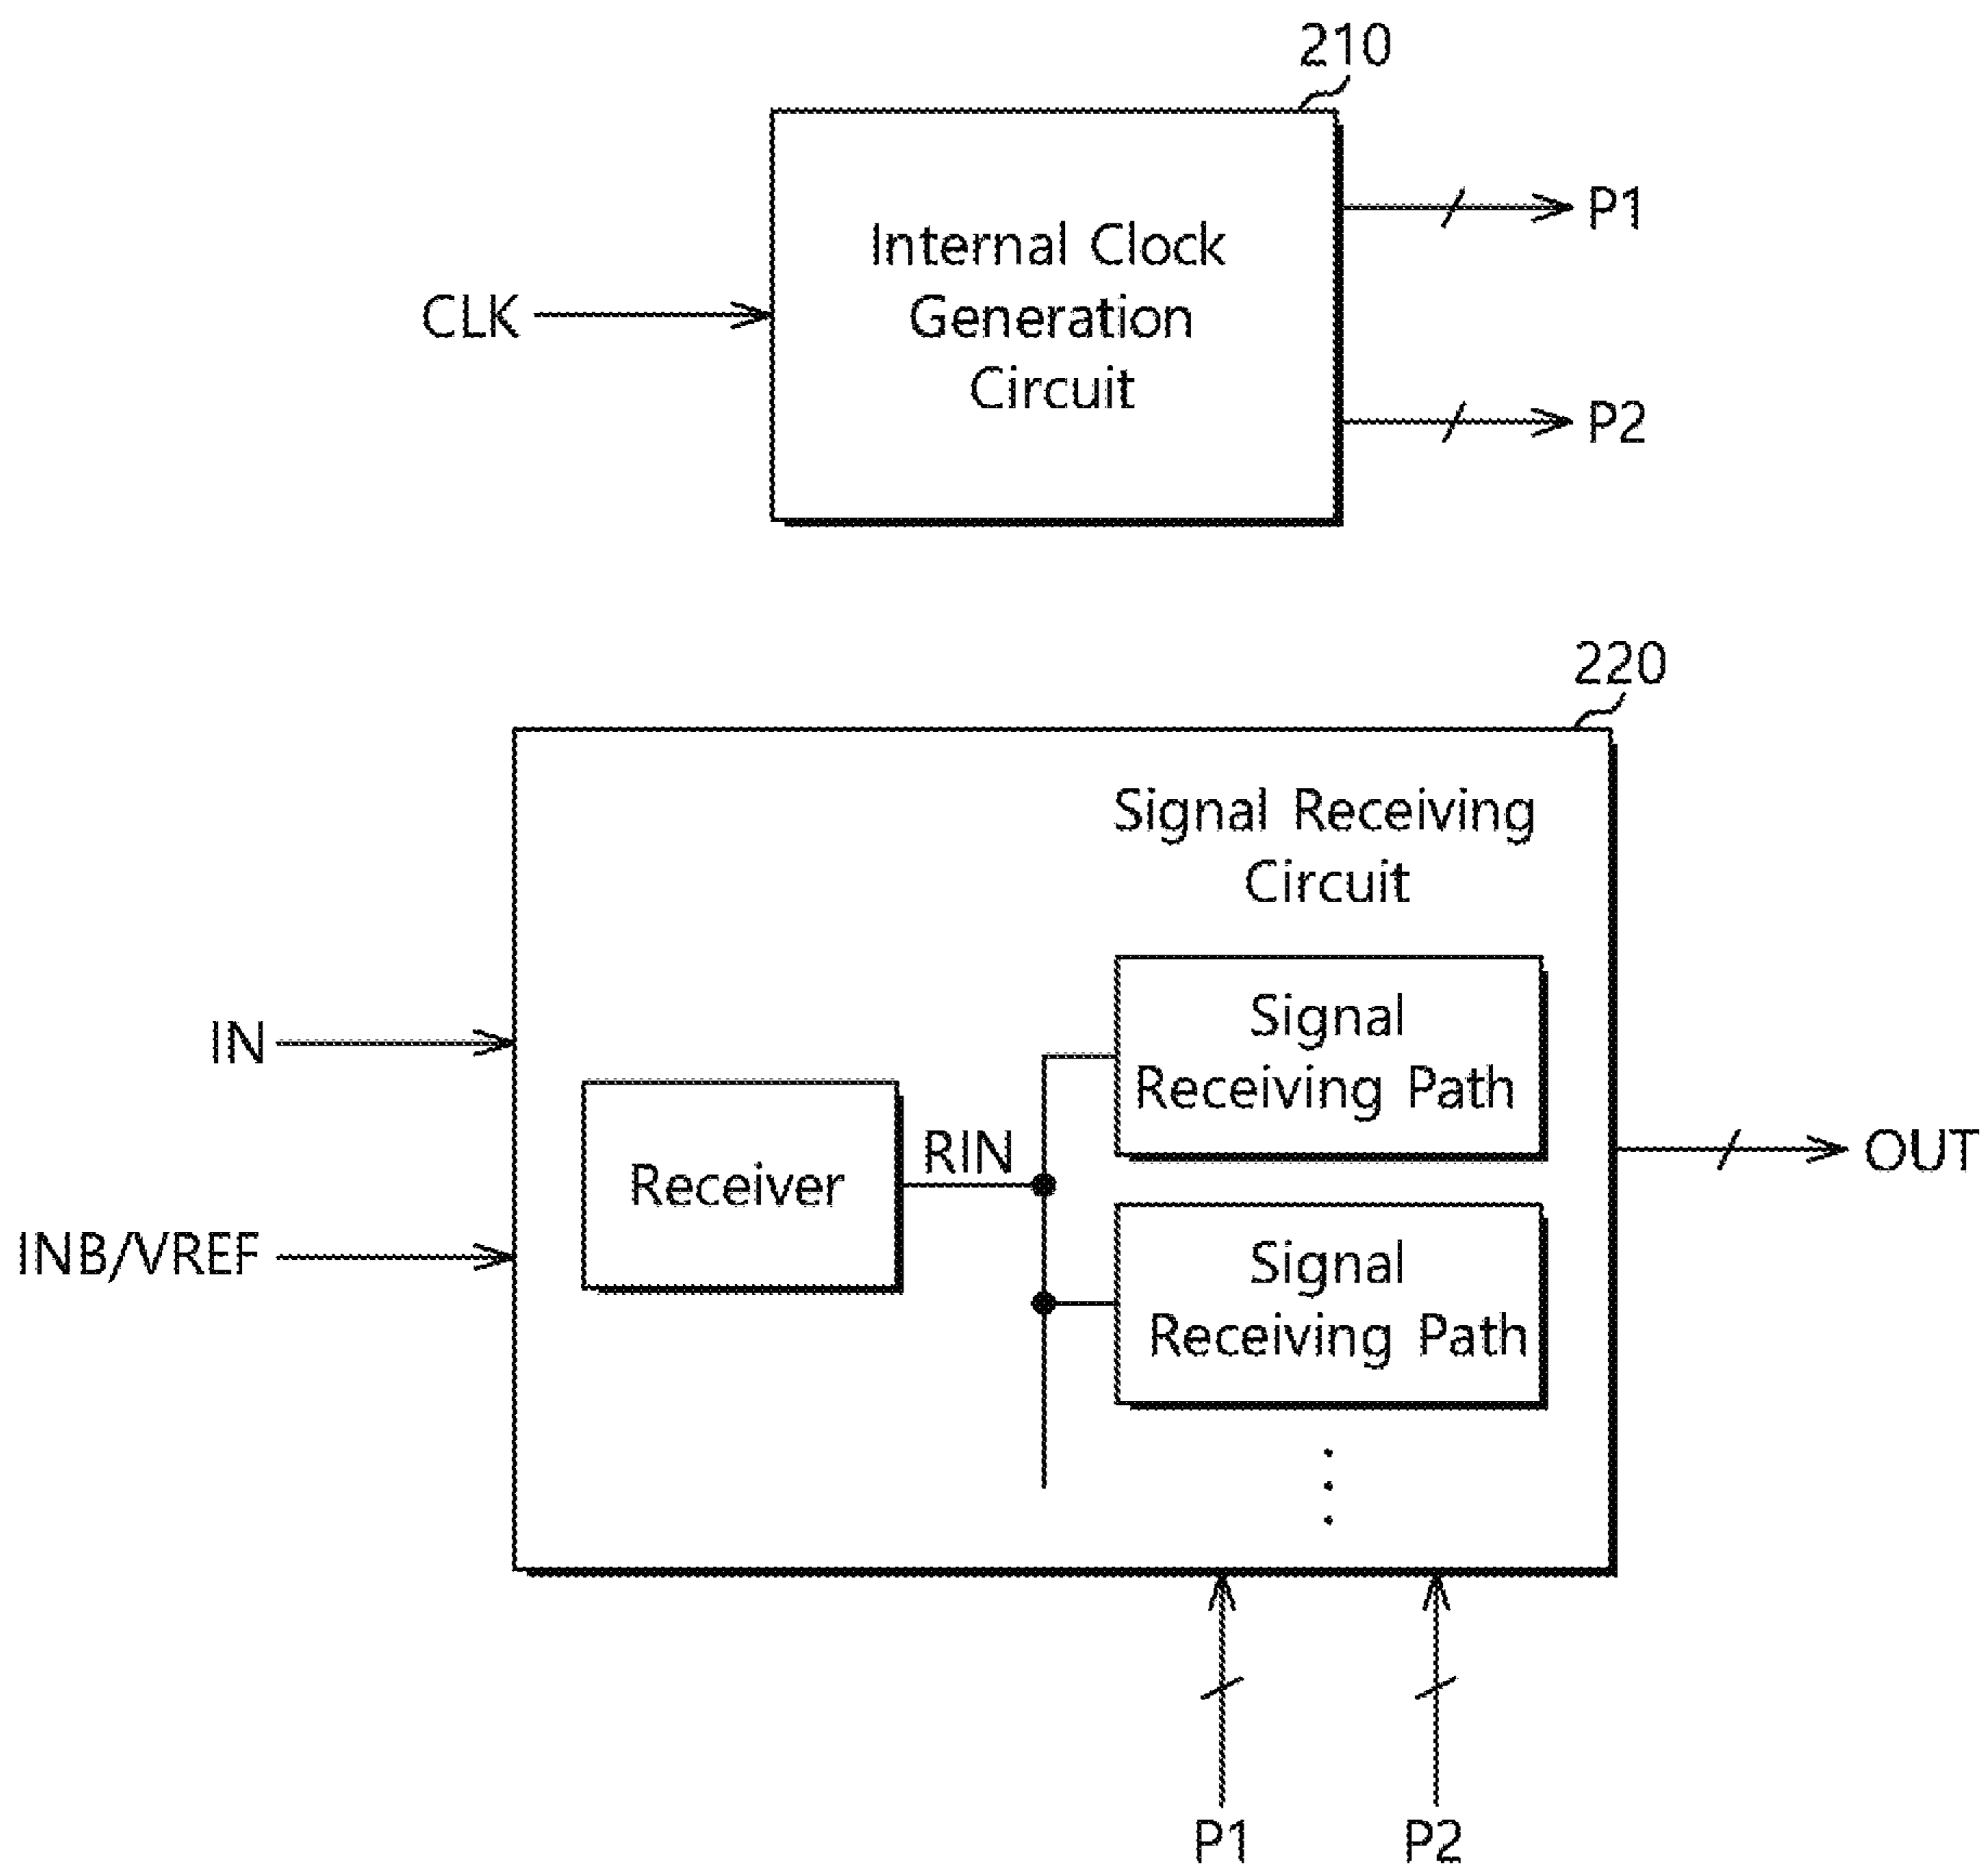 210
Internal Clock
Generation
Circuit
CLK
P1
P2
220
Signal Receiving
Circuit
IN
INB/VREF
Receiver
RIN
Signal
Receiving Path
Signal
Receiving Path
OUT
P1
P2